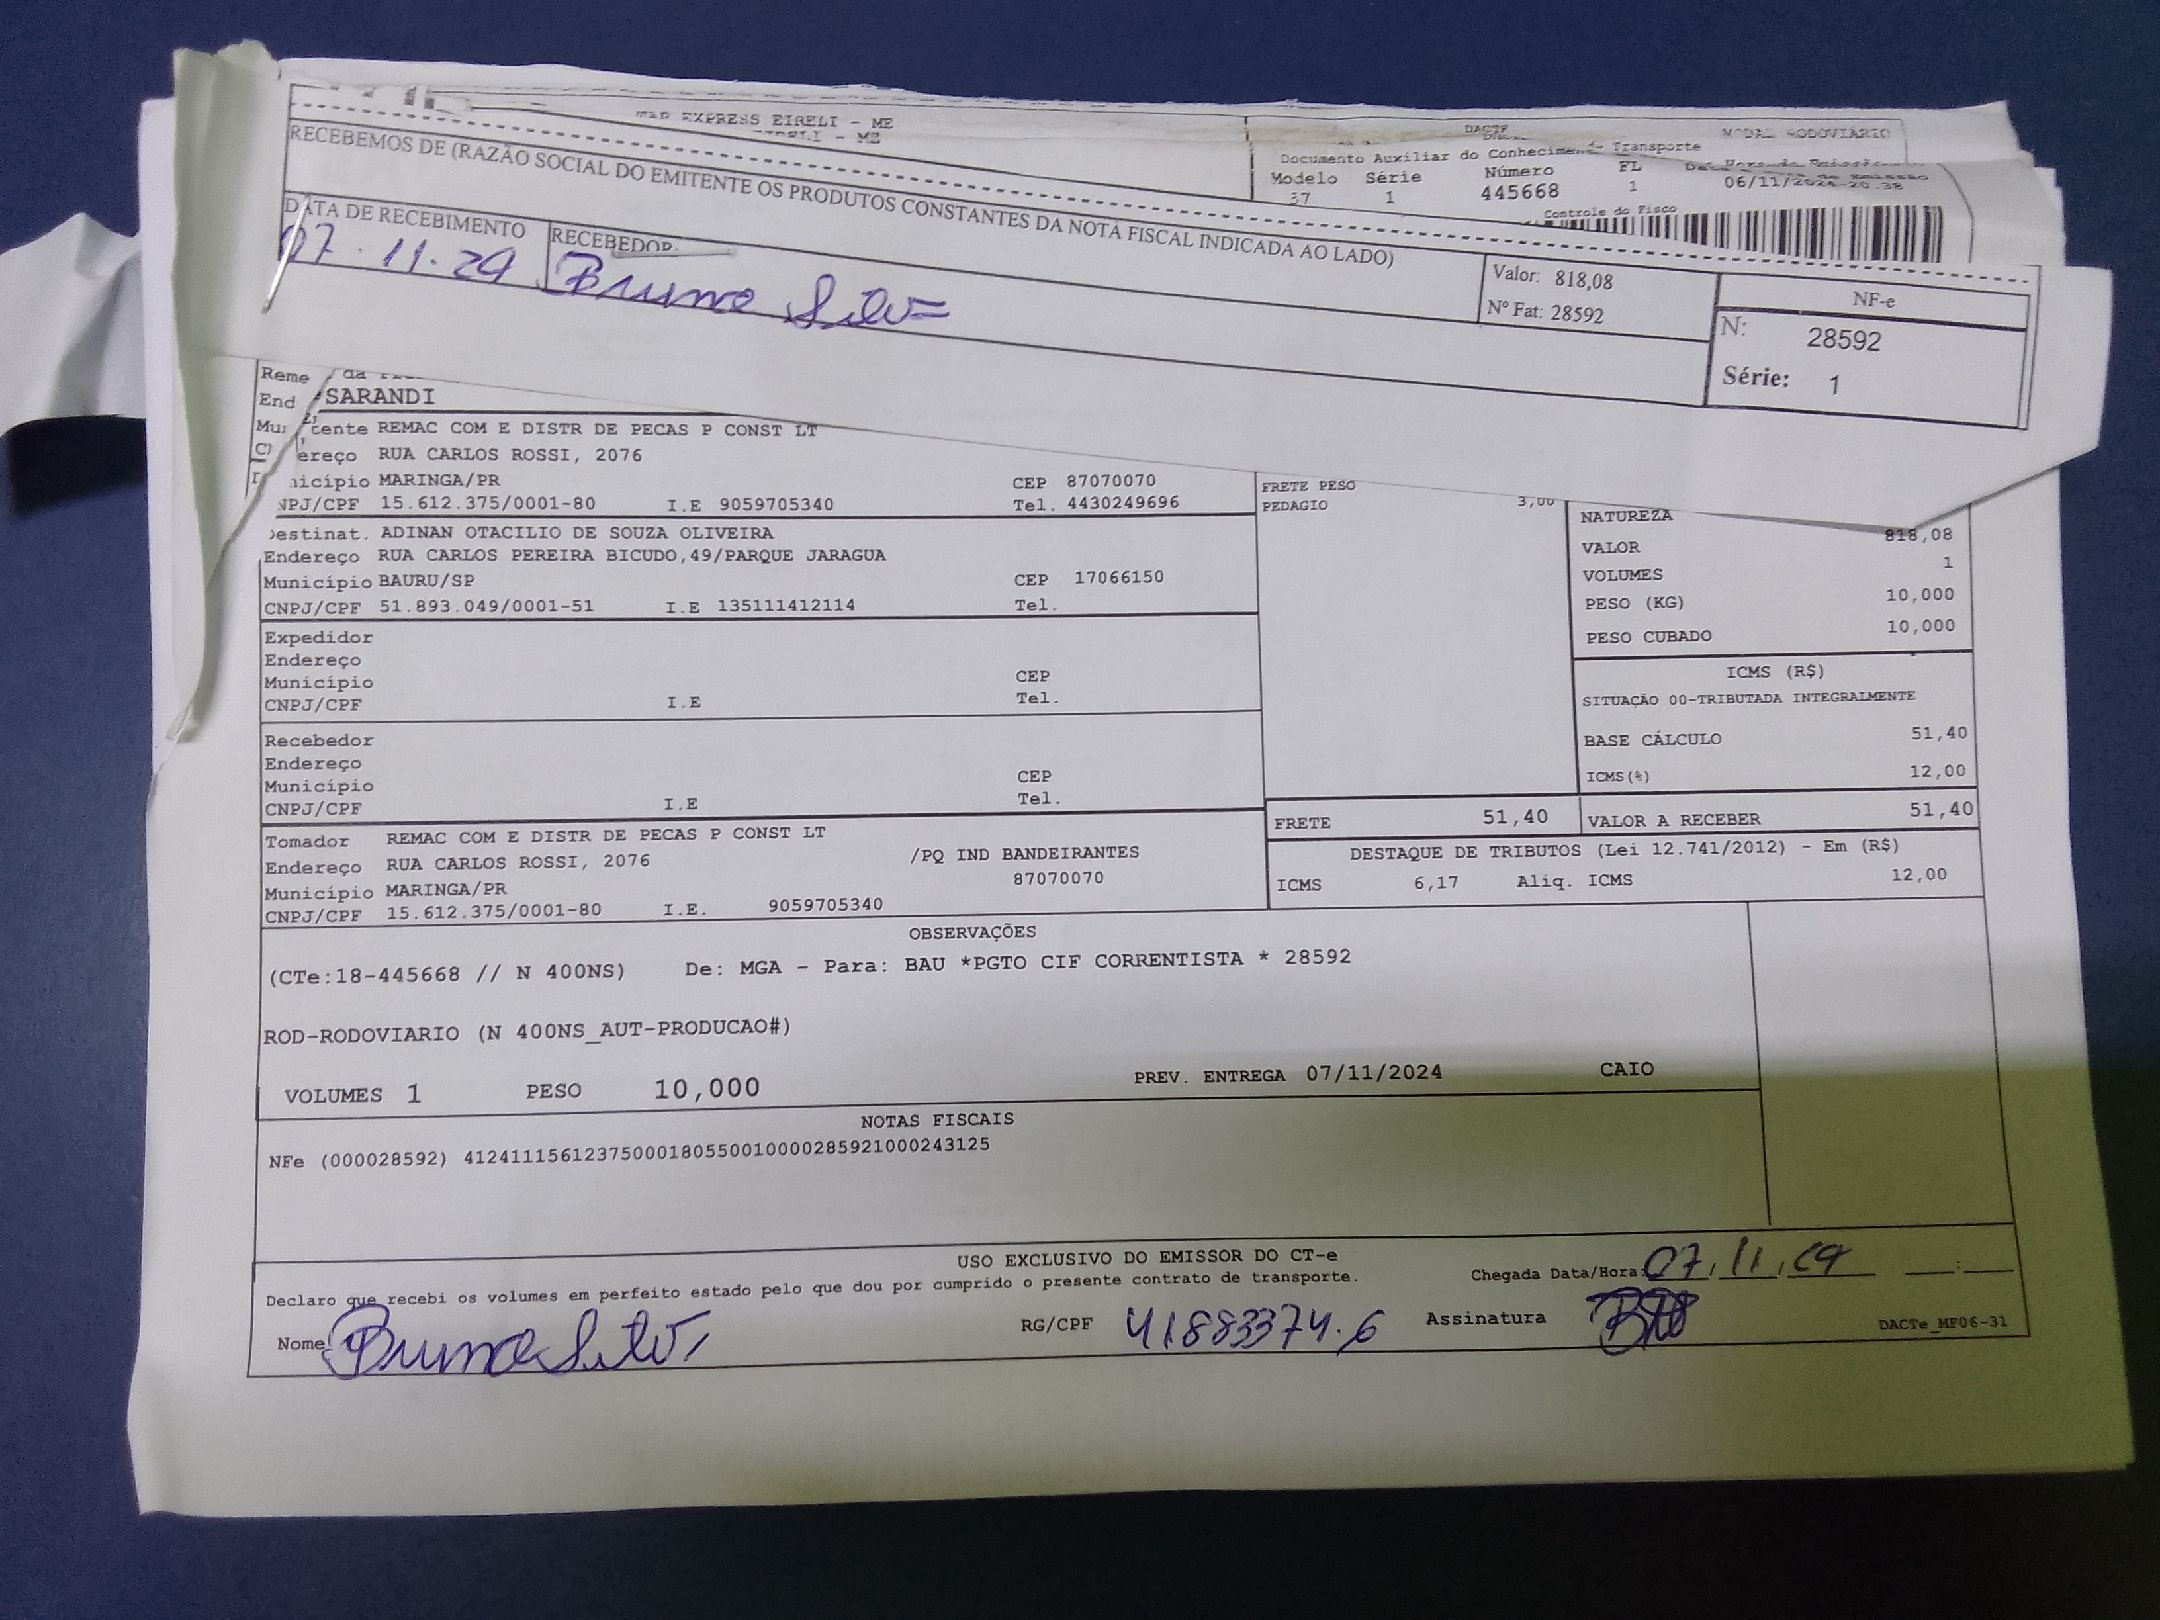 EXPRESS EIRELI - ME
DACTE
MODAL RODOVIÁRIO
Documento Auxiliar do Conhecimen Transporte
Modelo Série Número FL
57 1 445668 1 06/11/2024 20:38
Controle do Fisco
RECEBEMOS DE (RAZÃO SOCIAL DO EMITENTE OS PRODUTOS CONSTANTES DA NOTA FISCAL INDICADA AO LADO)
DATA DE RECEBIMENTO RECEBEDOR
07.11.24 Bruno Silva
Valor: 818,08
Nº Fat: 28592
NF-e
N: 28592
Série: 1
Reme
End SARANDI
Mu tente REMAC COM E DISTR DE PECAS P CONST LT
ereço RUA CARLOS ROSSI, 2076
nicípio MARINGA/PR CEP 87070070
NPJ/CPF 15.612.375/0001-80 I.E 9059705340 Tel. 4430249696
FRETE PESO
PEDAGIO 3,00
estinat. ADINAN OTACILIO DE SOUZA OLIVEIRA
Endereço RUA CARLOS PEREIRA BICUDO,49/PARQUE JARAGUA
Município BAURU/SP CEP 17066150
CNPJ/CPF 51.893.049/0001-51 I.E 135111412114 Tel.
NATUREZA
VALOR 818,08
VOLUMES 1
PESO (KG) 10,000
PESO CUBADO 10,000
Expedidor
Endereço
Município CEP
CNPJ/CPF I.E Tel.
ICMS (R$)
SITUAÇÃO 00-TRIBUTADA INTEGRALMENTE
BASE CÁLCULO 51,40
ICMS(%) 12,00
Recebedor
Endereço
Município CEP
CNPJ/CPF I.E Tel.
FRETE 51,40 VALOR A RECEBER 51,40
Tomador REMAC COM E DISTR DE PECAS P CONST LT
Endereço RUA CARLOS ROSSI, 2076 /PQ IND BANDEIRANTES
Município MARINGA/PR 87070070
CNPJ/CPF 15.612.375/0001-80 I.E. 9059705340
DESTAQUE DE TRIBUTOS (Lei 12.741/2012) - Em (R$)
ICMS 6,17 Aliq. ICMS 12,00
OBSERVAÇÕES
(CTe:18-445668 // N 400NS) De: MGA - Para: BAU *PGTO CIF CORRENTISTA * 28592
ROD-RODOVIARIO (N 400NS_AUT-PRODUCAO#)
VOLUMES 1 PESO 10,000 PREV. ENTREGA 07/11/2024 CAIO
NOTAS FISCAIS
NFe (000028592) 41241115612375000180550010000285921000243125
USO EXCLUSIVO DO EMISSOR DO CT-e
Declaro que recebi os volumes em perfeito estado pelo que dou por cumprido o presente contrato de transporte.
Chegada Data/Hora: 07/11/24 :
Nome Bruno Silva RG/CPF 41883374.6 Assinatura
DACTe_MF06-31